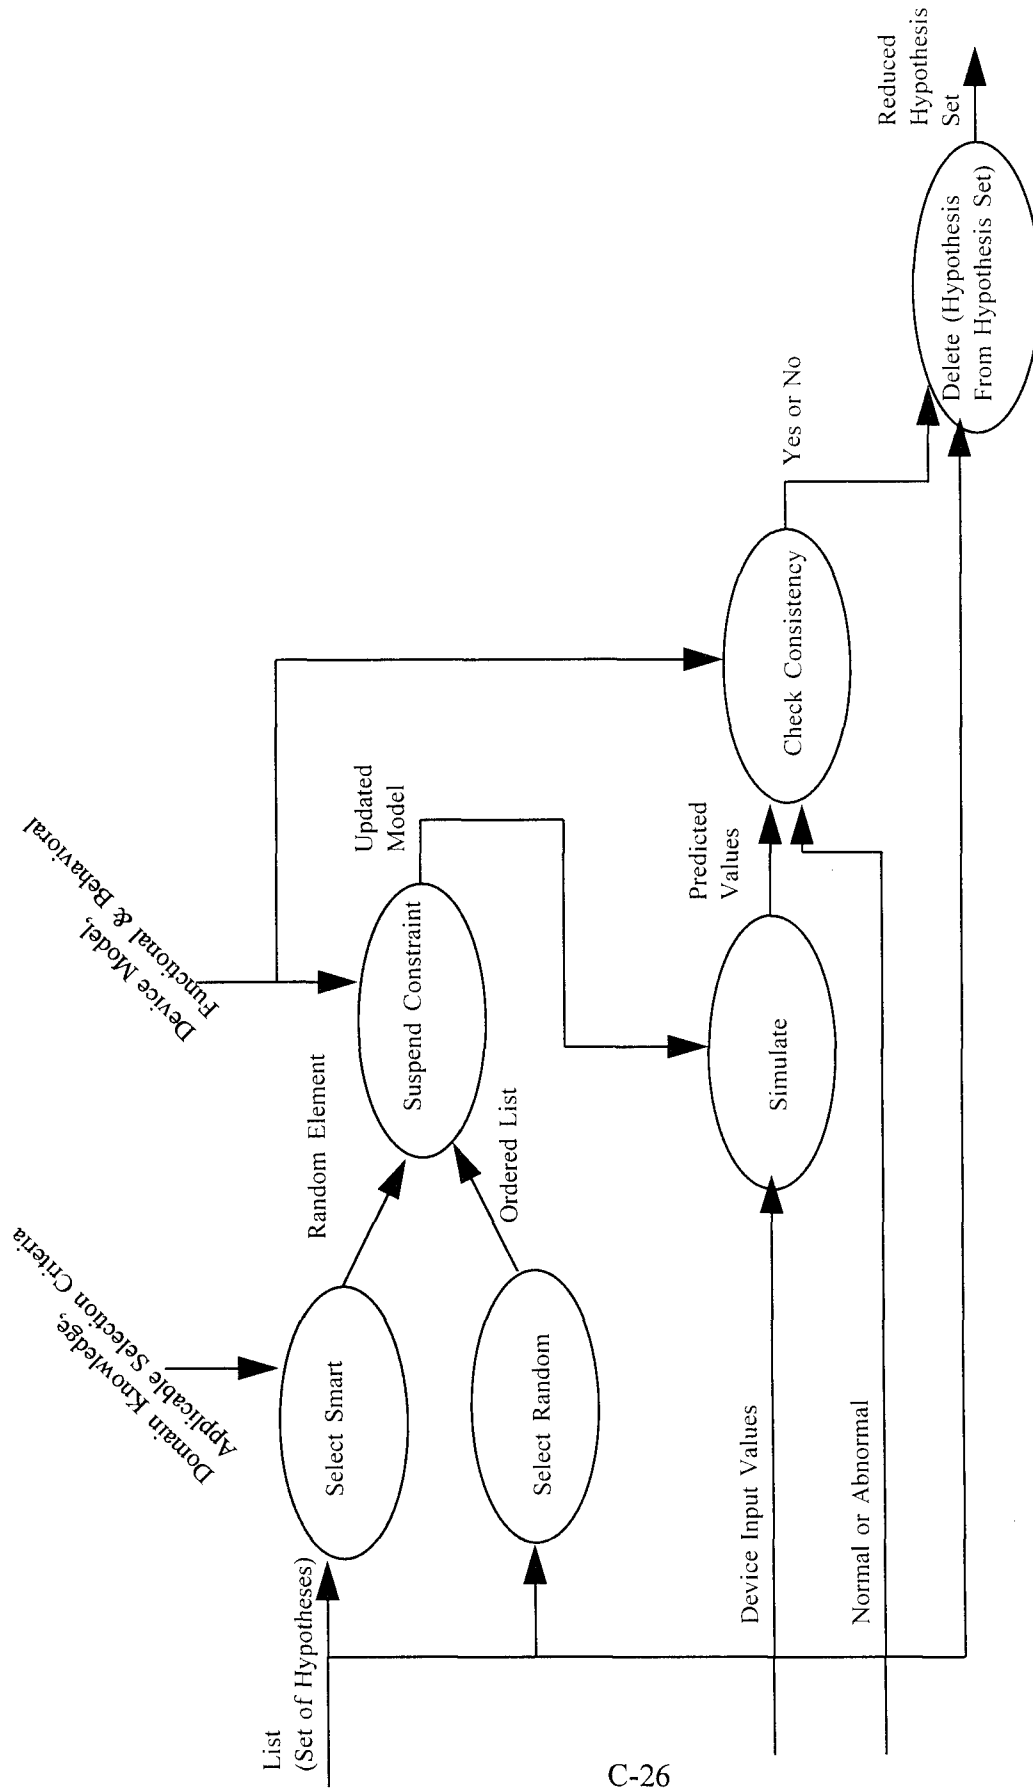 List
(Set of Hypotheses)
Domain Knowledge,
Applicable Selection Criteria
Select Smart
Select Random
Random Element
Ordered List
Device Model,
Functional & Behavioral
Suspend Constraint
Updated
Model
Device Input Values
Normal or Abnormal
Simulate
Predicted
Values
Check Consistency
Yes or No
Delete (Hypothesis
From Hypothesis Set)
Reduced
Hypothesis
Set
C-26